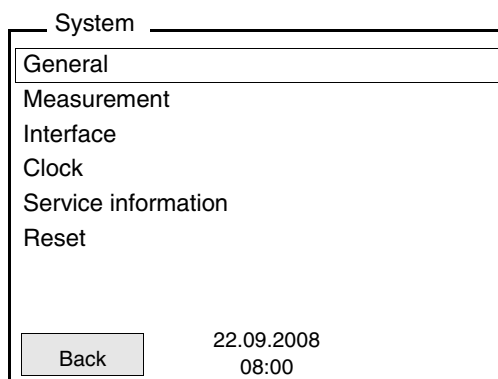 System
General
Measurement
Interface
Clock
Service information
Reset
22.09.2008
Back
08:00